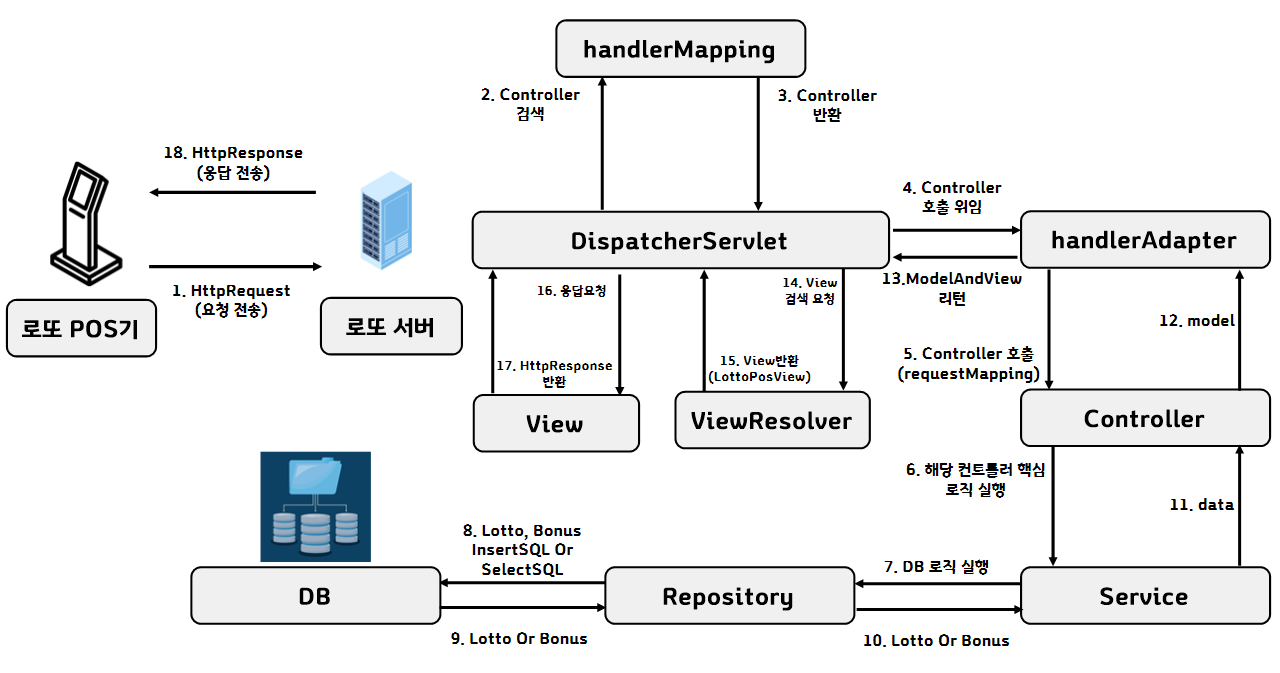 handlerMapping
2. Controller
검색
3. Controller
반환
18. HttpResponse
(응답 전송)
1. HttpRequest
(요청 전송)
로또 POS기
로또 서버
DispatcherServlet
4. Controller
호출 위임
handlerAdapter
13.ModelAndView
리턴
16. 응답요청
14. View
검색 요청
17. HttpResponse
반환
15. View반환
(LottoPosView)
12. model
5. Controller 호출
(requestMapping)
View
ViewResolver
Controller
6. 해당 컨트롤러 핵심
로직 실행
11. data
8. Lotto, Bonus
InsertSQL Or
SelectSQL
7. DB 로직 실행
DB
Repository
Service
9. Lotto Or Bonus
10. Lotto Or Bonus